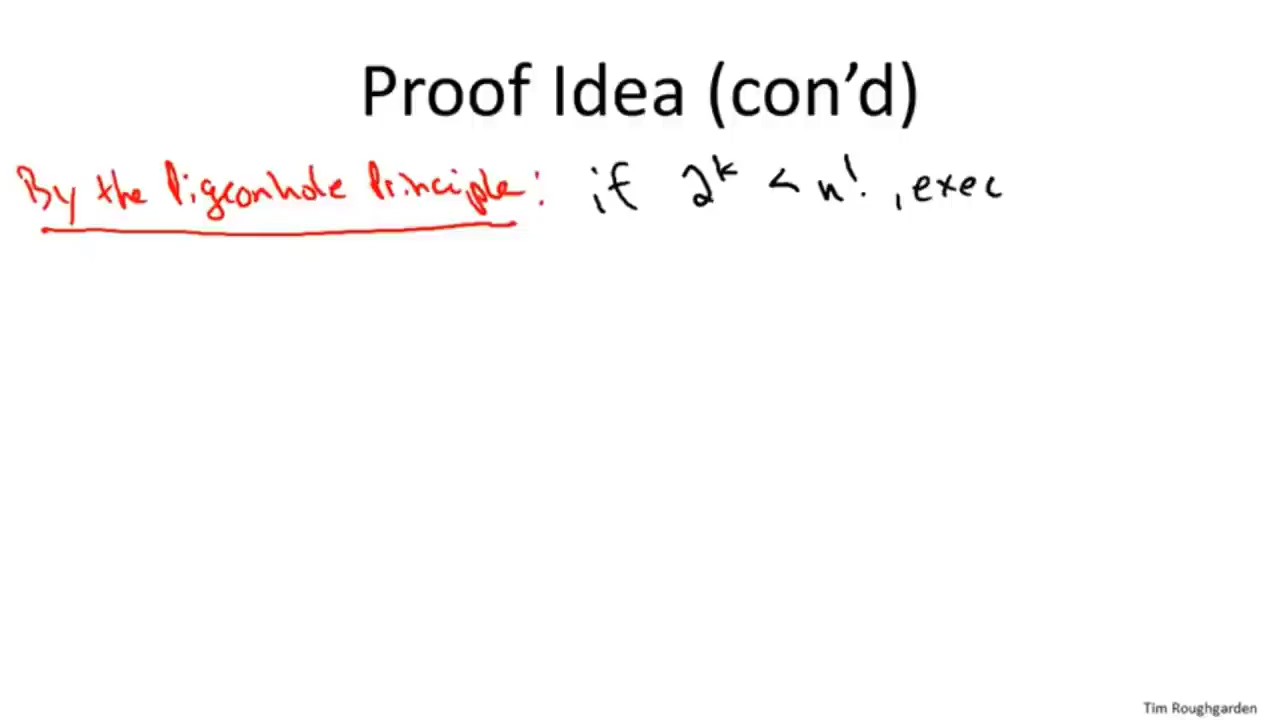 Proof Idea (con'd)
By the Pigeonhole Principle: if 2^k < n! , exec
Tim Roughgarden